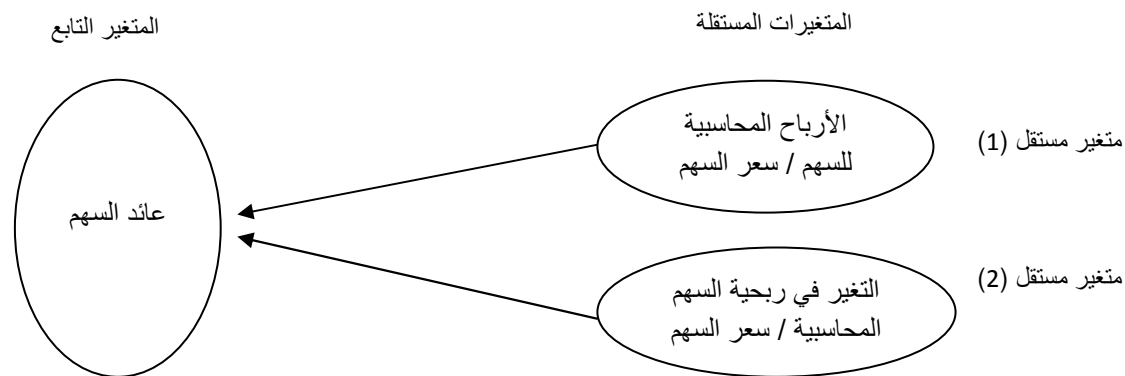 المتغيرات المستقلة
المتغير التابع
متغير مستقل (1)
الأرباح المحاسبية
للسهم / سعر السهم
عائد السهم
متغير مستقل (2)
التغير في ربحية السهم
المحاسبية / سعر السهم